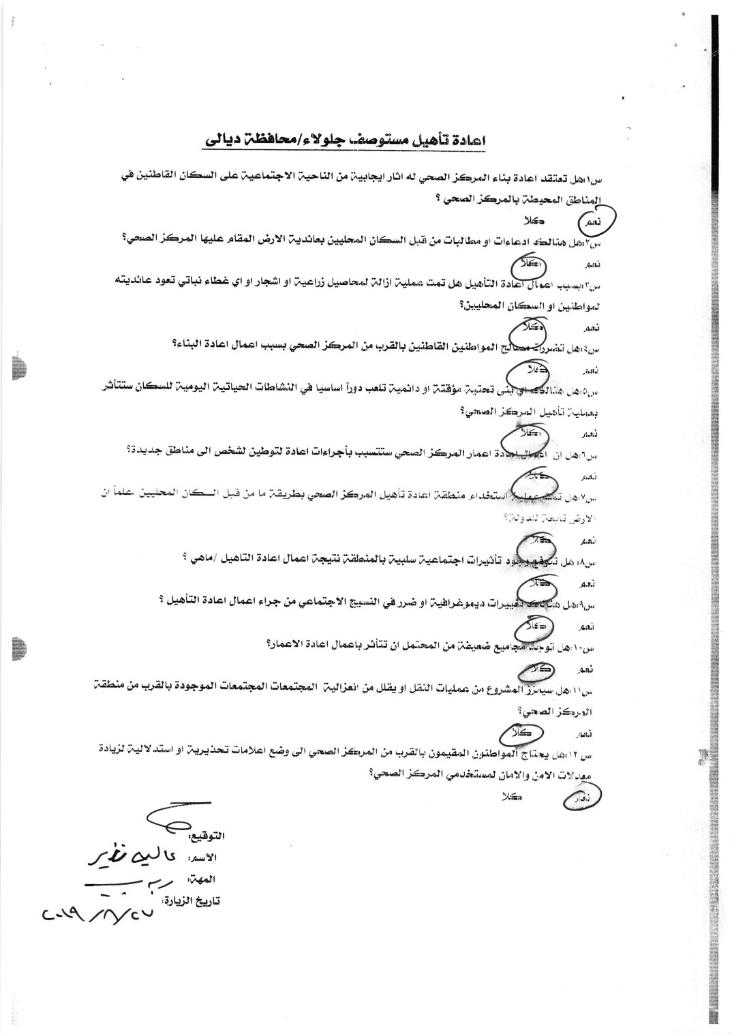 اعادة تأهيل مستوصف جلولاء/محافظة ديالى
س١:هل تعتقد اعادة بناء المركز الصحي له اثار ايجابية من الناحية الاجتماعية على السكان القاطنين في
المناطق المحيطة بالمركز الصحي ؟
نعم كلا
س٢:هل هنالك ادعاءات او مطالبات من قبل السكان المحليين بعائدية الارض المقام عليها المركز الصحي؟
نعم كلا
س٣:بسبب اعمال اعادة التأهيل هل تمت عملية ازالة لمحاصيل زراعية او اشجار او اي غطاء نباتي تعود عائديته
لمواطنين او السكان المحليين؟
نعم كلا
س٤:هل تضررت مصالح المواطنين القاطنين بالقرب من المركز الصحي بسبب اعمال اعادة البناء؟
نعم كلا
س٥:هل هنالك اي بنى تحتية مؤقتة او دائمية تلعب دوراً اساسيا في النشاطات الحياتية اليومية للسكان ستتأثر
بعملية تأهيل المركز الصحي؟
نعم كلا
س٦:هل ان اعمال اعادة اعمار المركز الصحي ستتسبب بأجراءات اعادة لتوطين لشخص الى مناطق جديدة؟
نعم كلا
س٧:هل تمت عملية استخدام منطقة اعادة تأهيل المركز الصحي بطريقة ما من قبل السكان المحليين علماً ان
الارض تابعة للدولة؟
نعم كلا
س٨: هل تتوقع وجود تأثيرات اجتماعية سلبية بالمنطقة نتيجة اعمال اعادة التاهيل /ماهي ؟
نعم كلا
س٩:هل هنالك تغييرات ديموغرافية او ضرر في النسيج الاجتماعي من جراء اعمال اعادة التأهيل ؟
نعم كلا
س١٠:هل توجد مجاميع ضعيفة من المحتمل ان تتأثر باعمال اعادة الاعمار؟
نعم كلا
س١١:هل سيعزز المشروع من عمليات النقل او يقلل من انعزالية المجتمعات المجتمعات الموجودة بالقرب من منطقة
المركز الصحي؟
نعم كلا
س١٢:هل يحتاج المواطنون المقيمون بالقرب من المركز الصحي الى وضع اعلامات تحذيرية او استدلالية لزيادة
معدلات الامن والامان لمستخدمي المركز الصحي؟
نعم كلا
التوقيع:
الاسم: عاليه نذير
المهة: ربة بيت
تاريخ الزيارة: ٢٠١٩/٨/٢٧